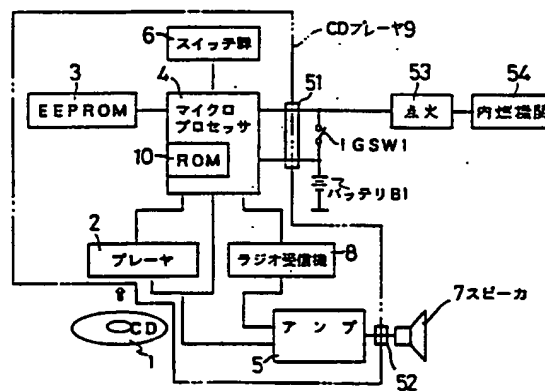 6
スイッチ群
CDプレーヤ9
3
4
51
53
54
EEPROM
マイクロ
プロセッサ
点火
内燃機関
IGSW1
10
ROM
バッテリB1
2
8
プレーヤ
ラジオ受信機
7スピーカ
CD
アンプ
1
5
52